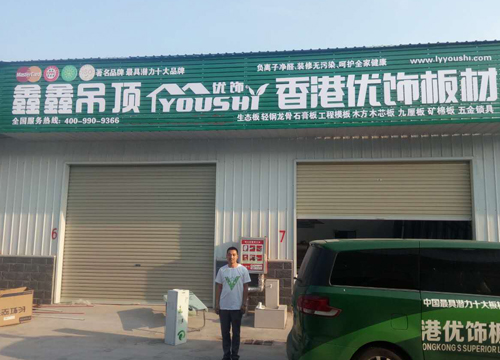 著名品牌 最具潜力十大品牌
负离子净醛、装修无污染、呵护全家健康
www.lyyoushi.com
鑫鑫吊顶
优饰
YOUSHI
香港优饰板材
全国服务热线: 400-990-9366
生态板 轻钢龙骨 石膏板 工程模板 木方木芯板 九厘板 矿棉板 五金锁具
6
7
中国最具潜力十大板材
港优饰板